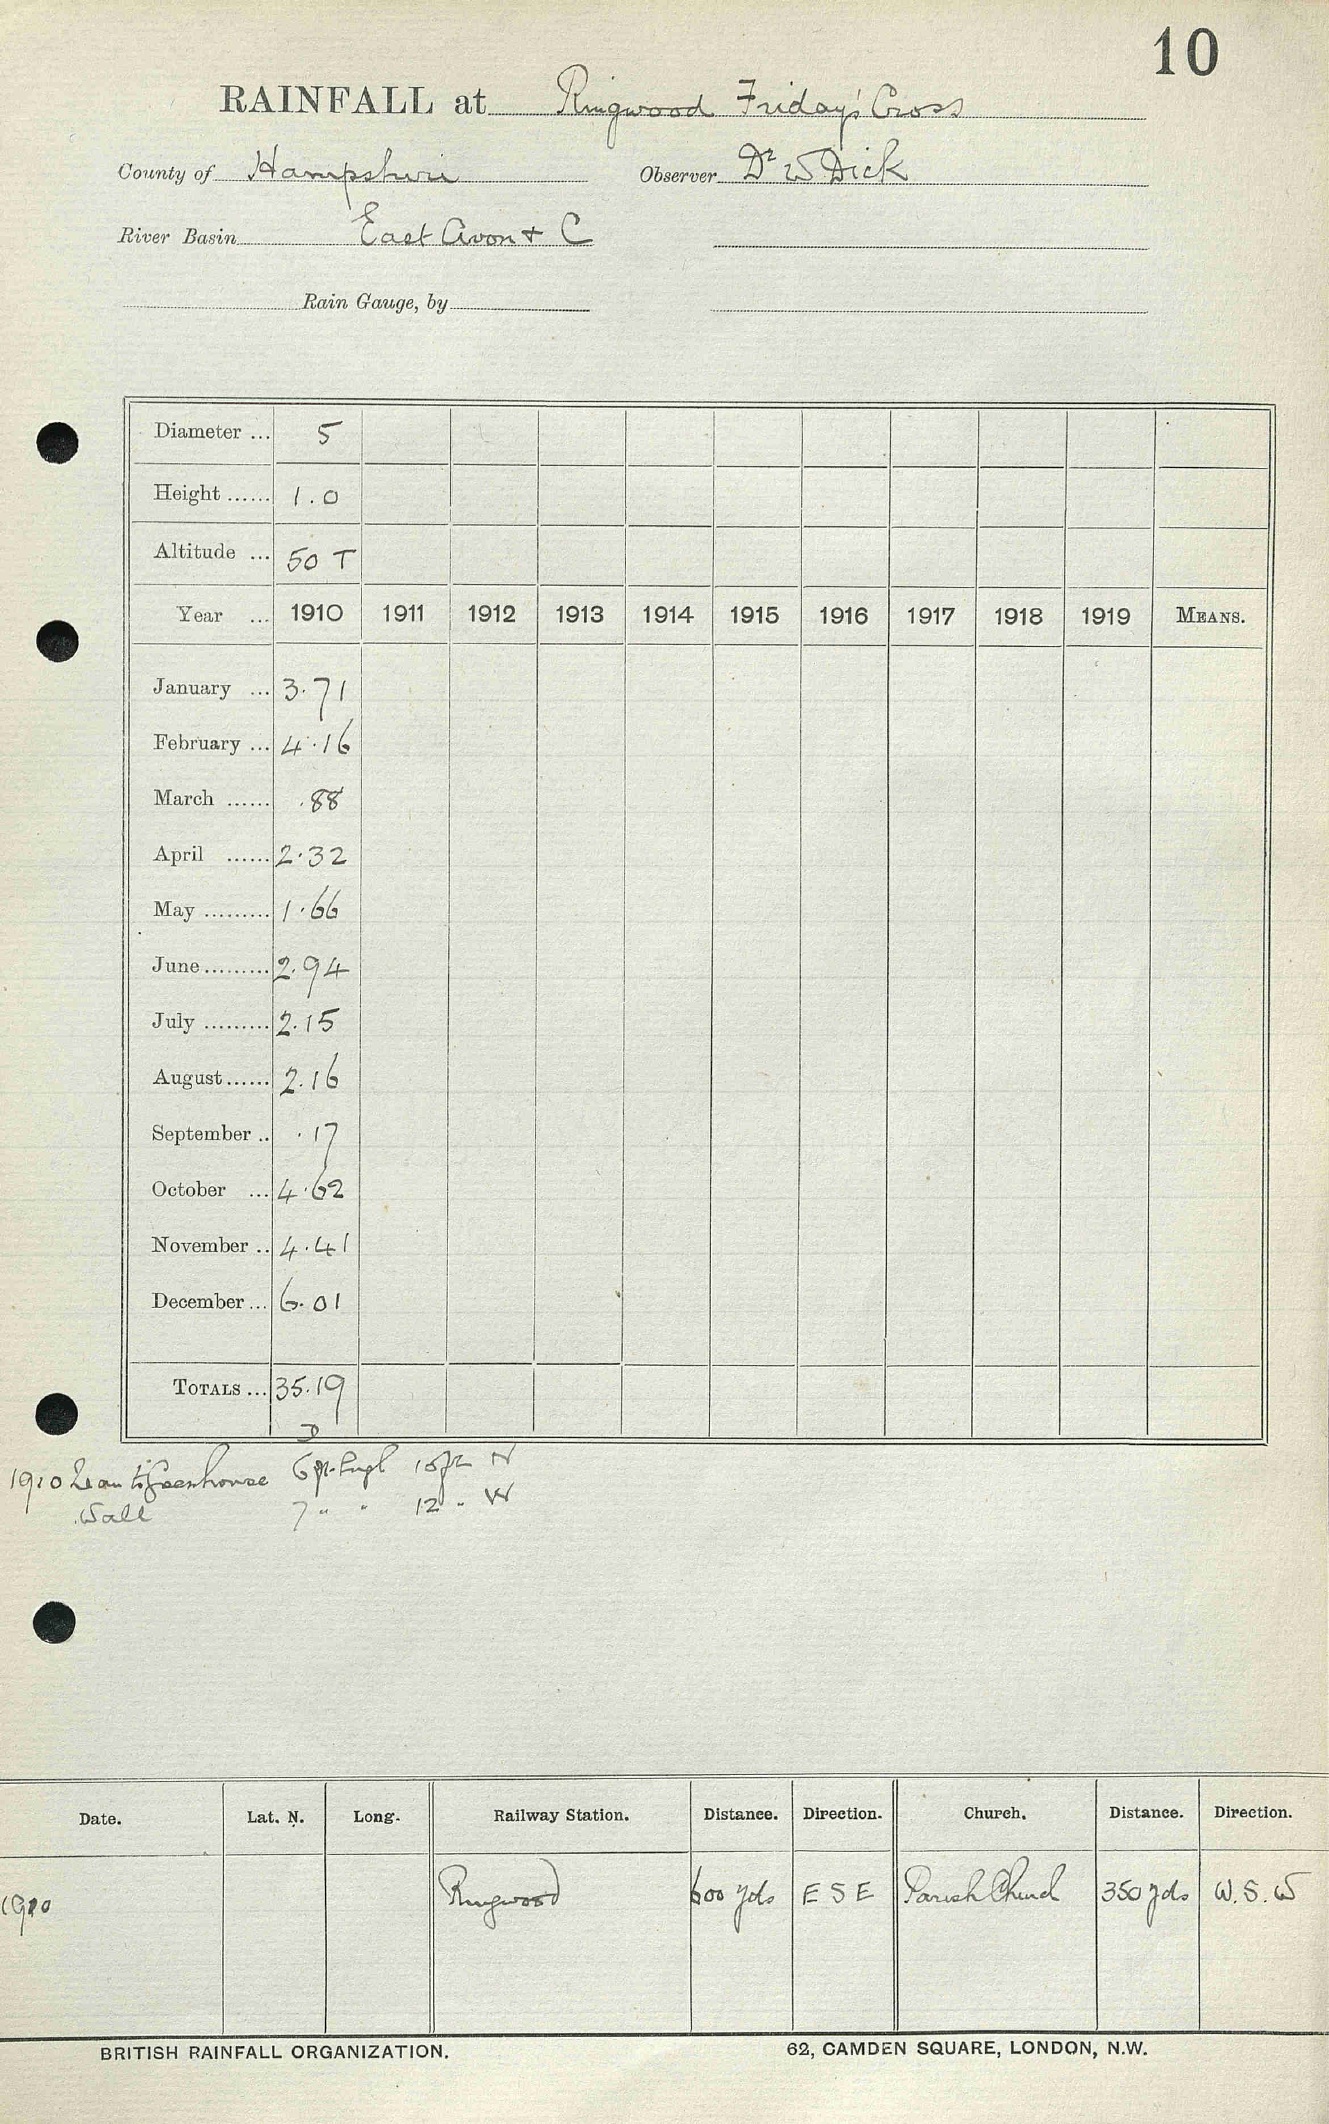 10
RAINFALL at Ringwood Friday's Cross
County of Hampshire Observer Dr W Dick
River Basin East Avon + C
Rain Gauge, by
Diameter ... 5
Height ...... 1.0
Altitude ... 50 T
Year ... 1910 1911 1912 1913 1914 1915 1916 1917 1918 1919 MEANS.
January ... 3.71
February ... 4.16
March ...... .88
April ...... 2.32
May ......... 1.66
June ......... 2.94
July ......... 2.15
August ...... 2.16
September .. .17
October ... 4.62
November .. 4.41
December ... 6.01
TOTALS ... 35.19
D
1910 Lean to Greenhouse 6 ft. high 15 ft N
Wall 7 " " 12 " W
Date. Lat. N. Long. Railway Station. Distance. Direction. Church. Distance. Direction.
1910 Ringwood 600 yds E S E Parish Church 350 yds W. S. W
BRITISH RAINFALL ORGANIZATION. 62, CAMDEN SQUARE, LONDON, N.W.